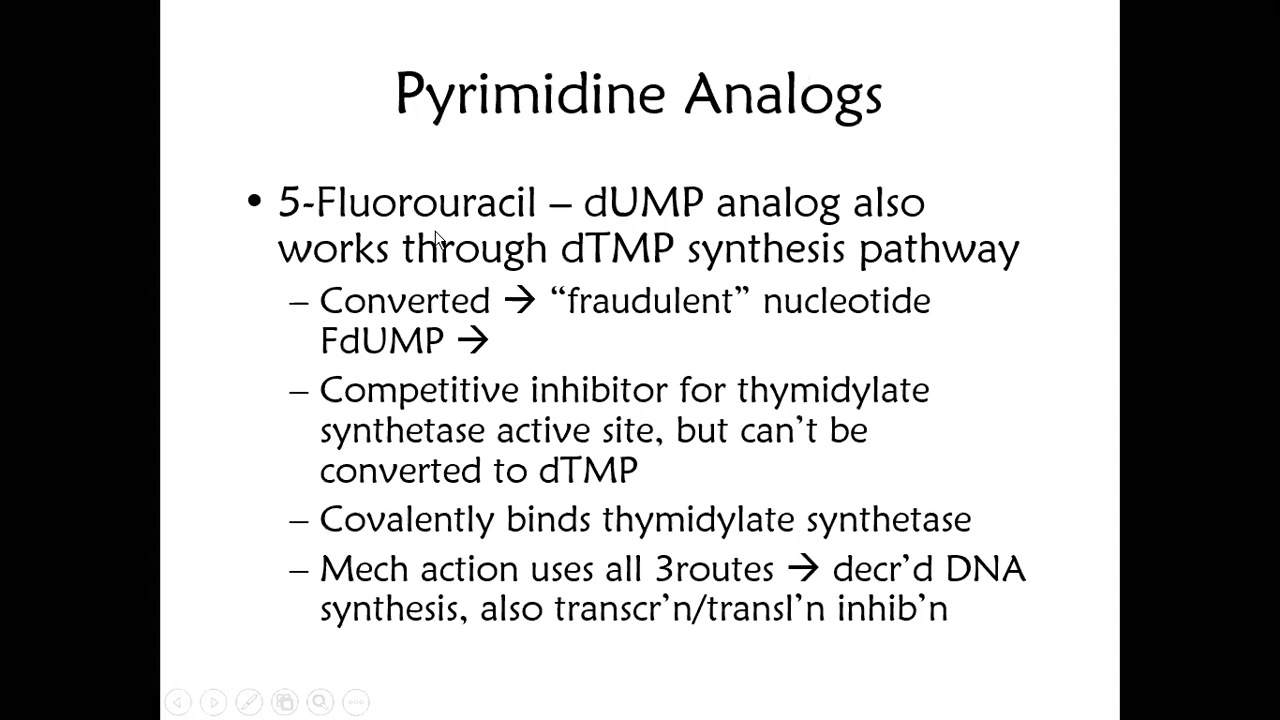 Pyrimidine Analogs
• 5-Fluorouracil – dUMP analog also
works through dTMP synthesis pathway
– Converted → “fraudulent” nucleotide
FdUMP →
– Competitive inhibitor for thymidylate
synthetase active site, but can’t be
converted to dTMP
– Covalently binds thymidylate synthetase
– Mech action uses all 3routes → decr’d DNA
synthesis, also transcr’n/transl’n inhib’n